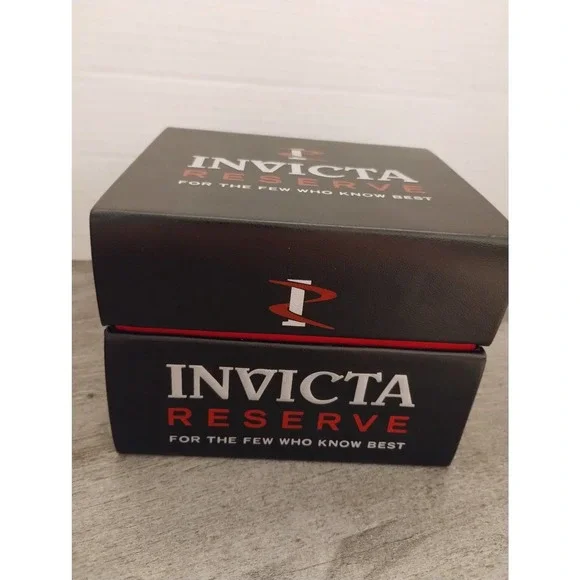 INVICTA
RESERVE
FOR THE FEW WHO KNOW BEST
INVICTA
RESERVE
FOR THE FEW WHO KNOW BEST